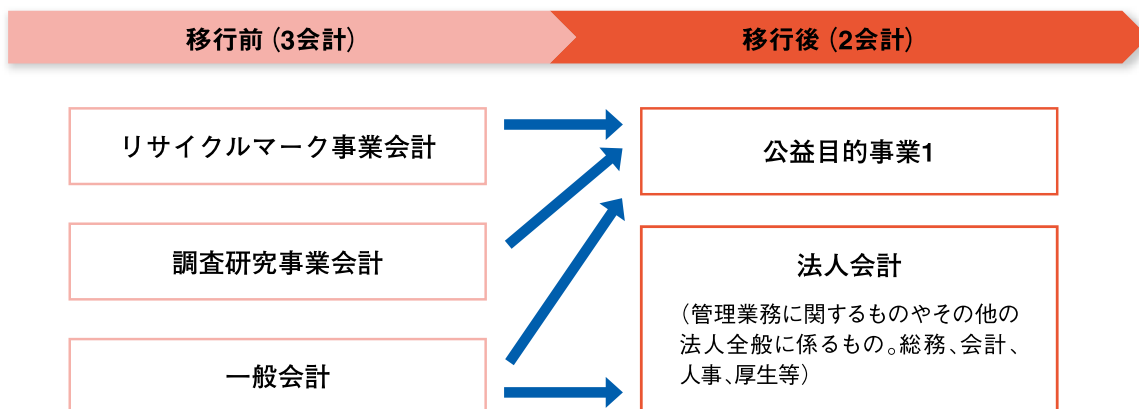 移行前（3会計）
移行後（2会計）
リサイクルマーク事業会計
公益目的事業1
調査研究事業会計
法人会計
（管理業務に関するものやその他の
法人全般に係るもの。総務、会計、
人事、厚生等）
一般会計